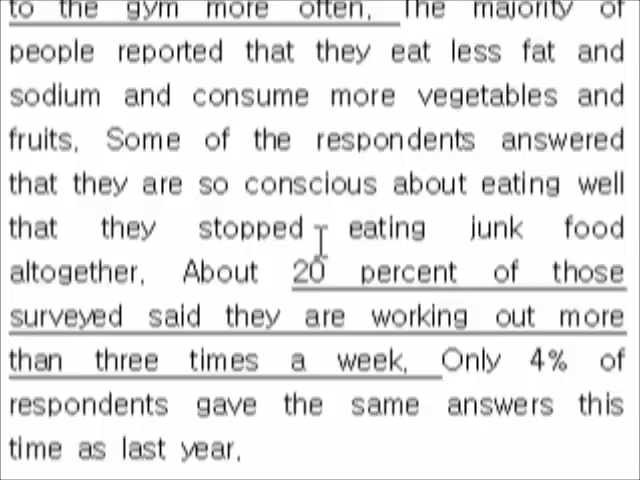 to the gym more often. The majority of
people reported that they eat less fat and
sodium and consume more vegetables and
fruits. Some of the respondents answered
that they are so conscious about eating well
that they stopped eating junk food
altogether. About 20 percent of those
surveyed said they are working out more
than three times a week. Only 4% of
respondents gave the same answers this
time as last year.